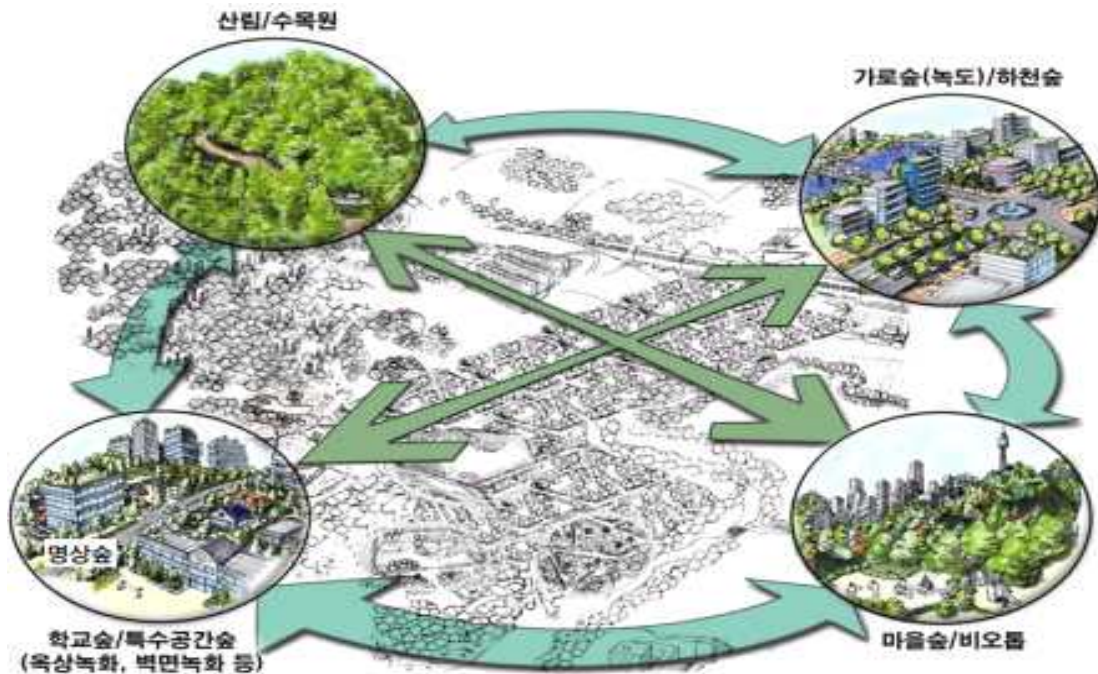 산림/수목원
가로숲(녹도)/하천숲
명상숲
학교숲/특수공간숲
(옥상녹화, 벽면녹화 등)
마을숲/비오톱